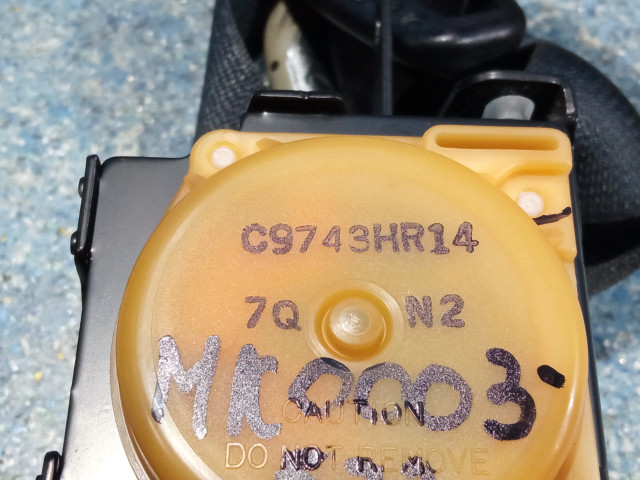 C9743HR14
7Q N2
MK0003
CAUTION
DO NOT REMOVE